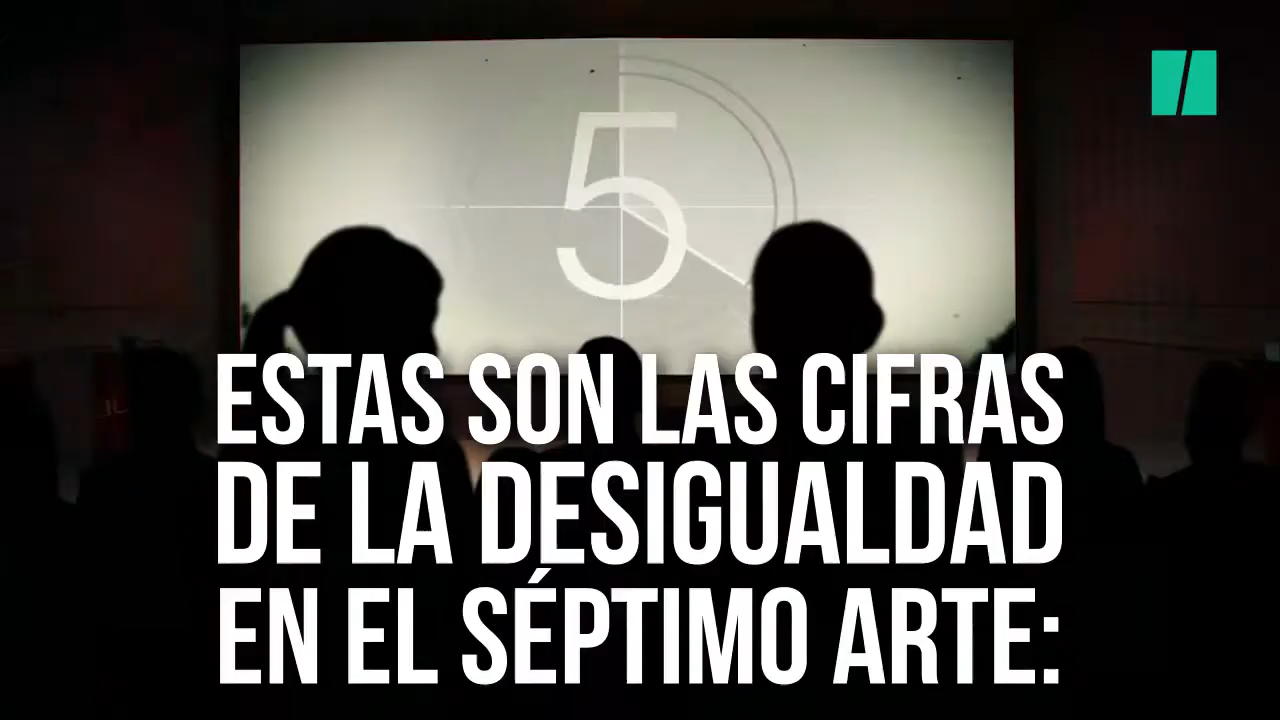 5
ESTAS SON LAS CIFRAS
DE LA DESIGUALDAD
EN EL SÉPTIMO ARTE: